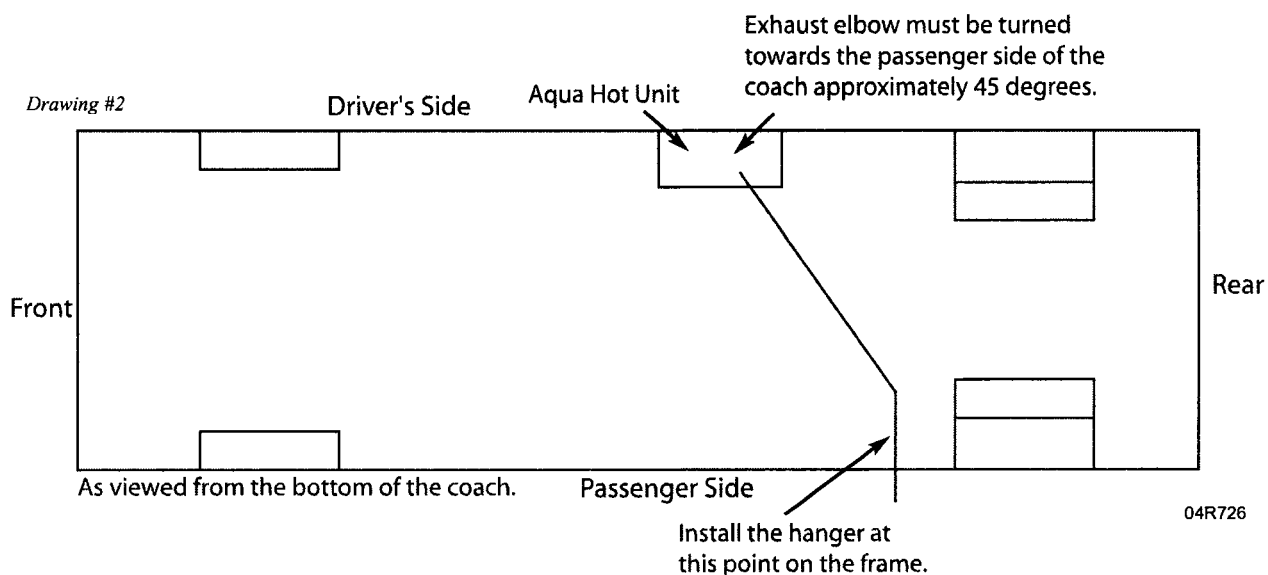 Exhaust elbow must be turned
towards the passenger side of the
coach approximately 45 degrees.
Drawing #2
Driver's Side
Aqua Hot Unit
Front
Rear
As viewed from the bottom of the coach.
Passenger Side
04R726
Install the hanger at
this point on the frame.